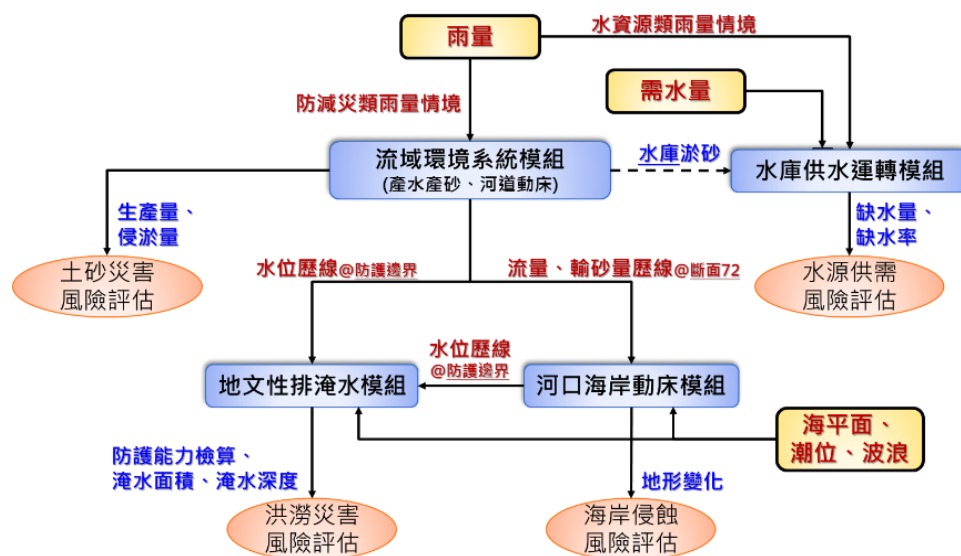 雨量
水資源類雨量情境
需水量
防減災類雨量情境
流域環境系統模組
(產水產砂、河道動床)
水庫淤砂
水庫供水運轉模組
生產量、
侵淤量
缺水量、
缺水率
土砂災害
風險評估
水位歷線@防護邊界
流量、輸砂量歷線@斷面72
水源供需
風險評估
水位歷線
@防護邊界
地文性排淹水模組
河口海岸動床模組
海平面、
潮位、波浪
防護能力檢算、
淹水面積、淹水深度
地形變化
洪澇災害
風險評估
海岸侵蝕
風險評估